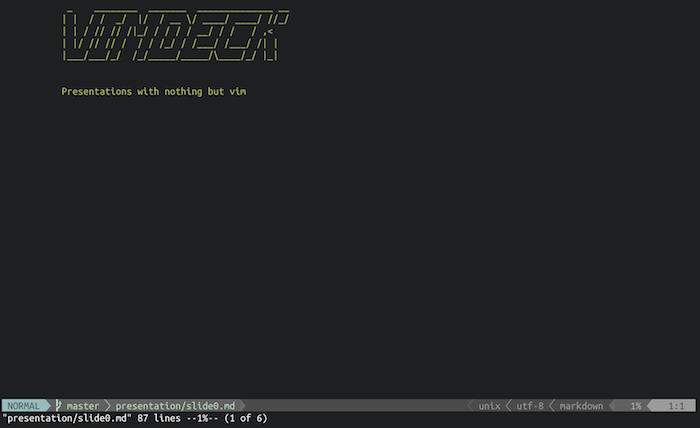 VIMDECK
Presentations with nothing but vim
NORMAL master presentation/slide0.md unix utf-8 markdown 1% 1:1
"presentation/slide0.md" 87 lines --1%-- (1 of 6)